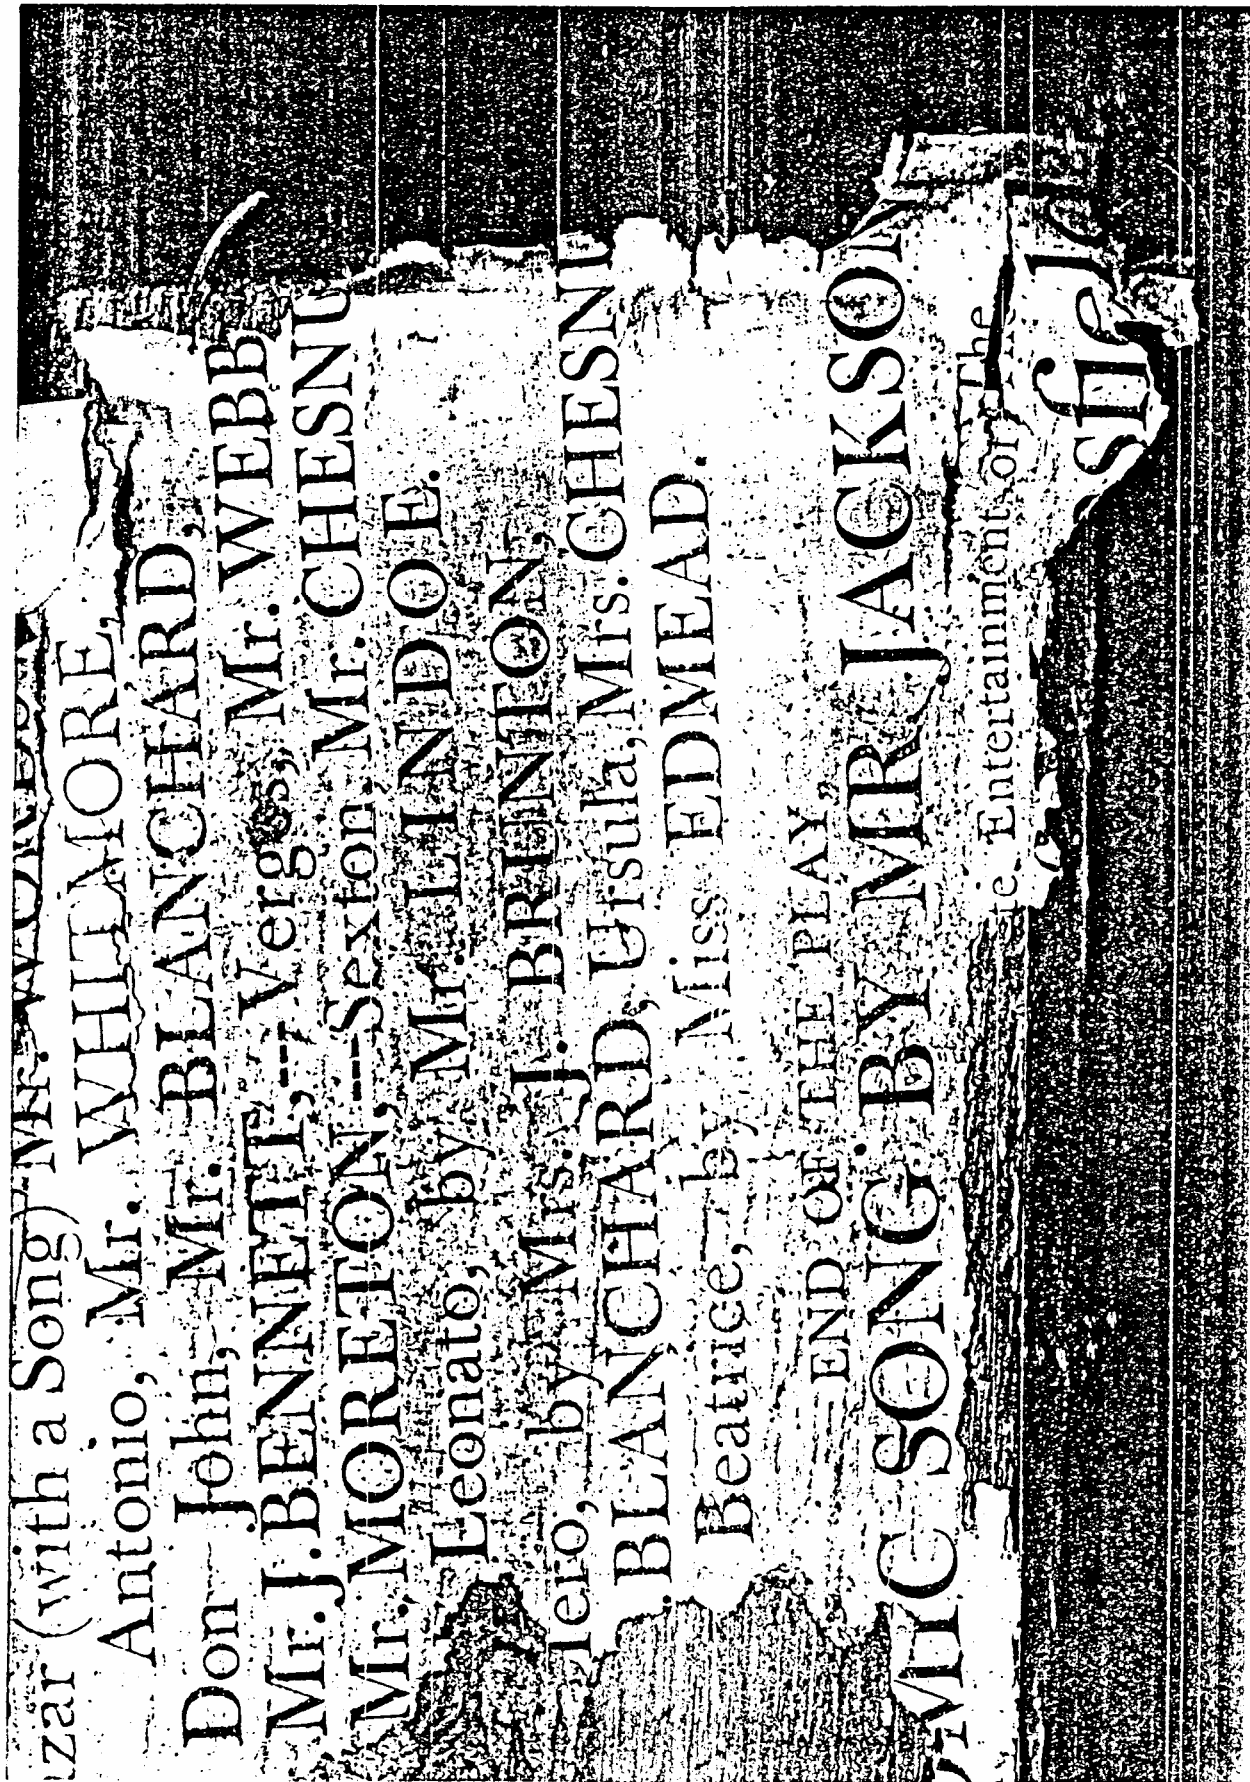 zar (with a Song) Mr.
Antonio, Mr. WHITMORE,
Don John, Mr. BLANCHARD,
Mr. J. BENNETT,-- Verges, Mr. WEBB
Mr. MORETON,--Sexton, Mr. CHESNU
Leonato, by Mr. LINDOE.
Iero, by Mrs. J. BRUNTON,
BLANCHARD, Ursula, Mrs. CHESNU
Beatrice, by Miss EDMEAD.
END OF THE PLAY,
MIC SONG BY MR JACKSON
The
Entertainment of